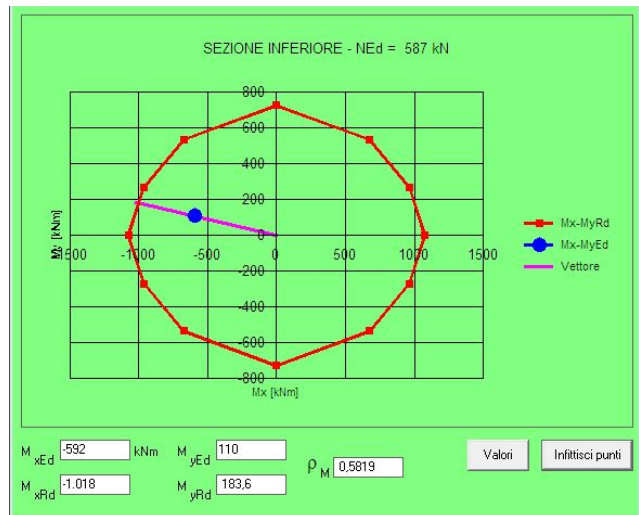 SEZIONE INFERIORE - NEd = 587 kN
800
600
400
200
0
-200
-400
-600
-800
-1500 -1000 -500 0 500 1000 1500
[kNm]
Mx [kNm]
Mx-MyRd
Mx-MyEd
Vettore
M xEd -592 kNm M yEd 110
ρ M 0,5819
Valori Infittisci punti
M xRd -1.018 M yRd 183,6